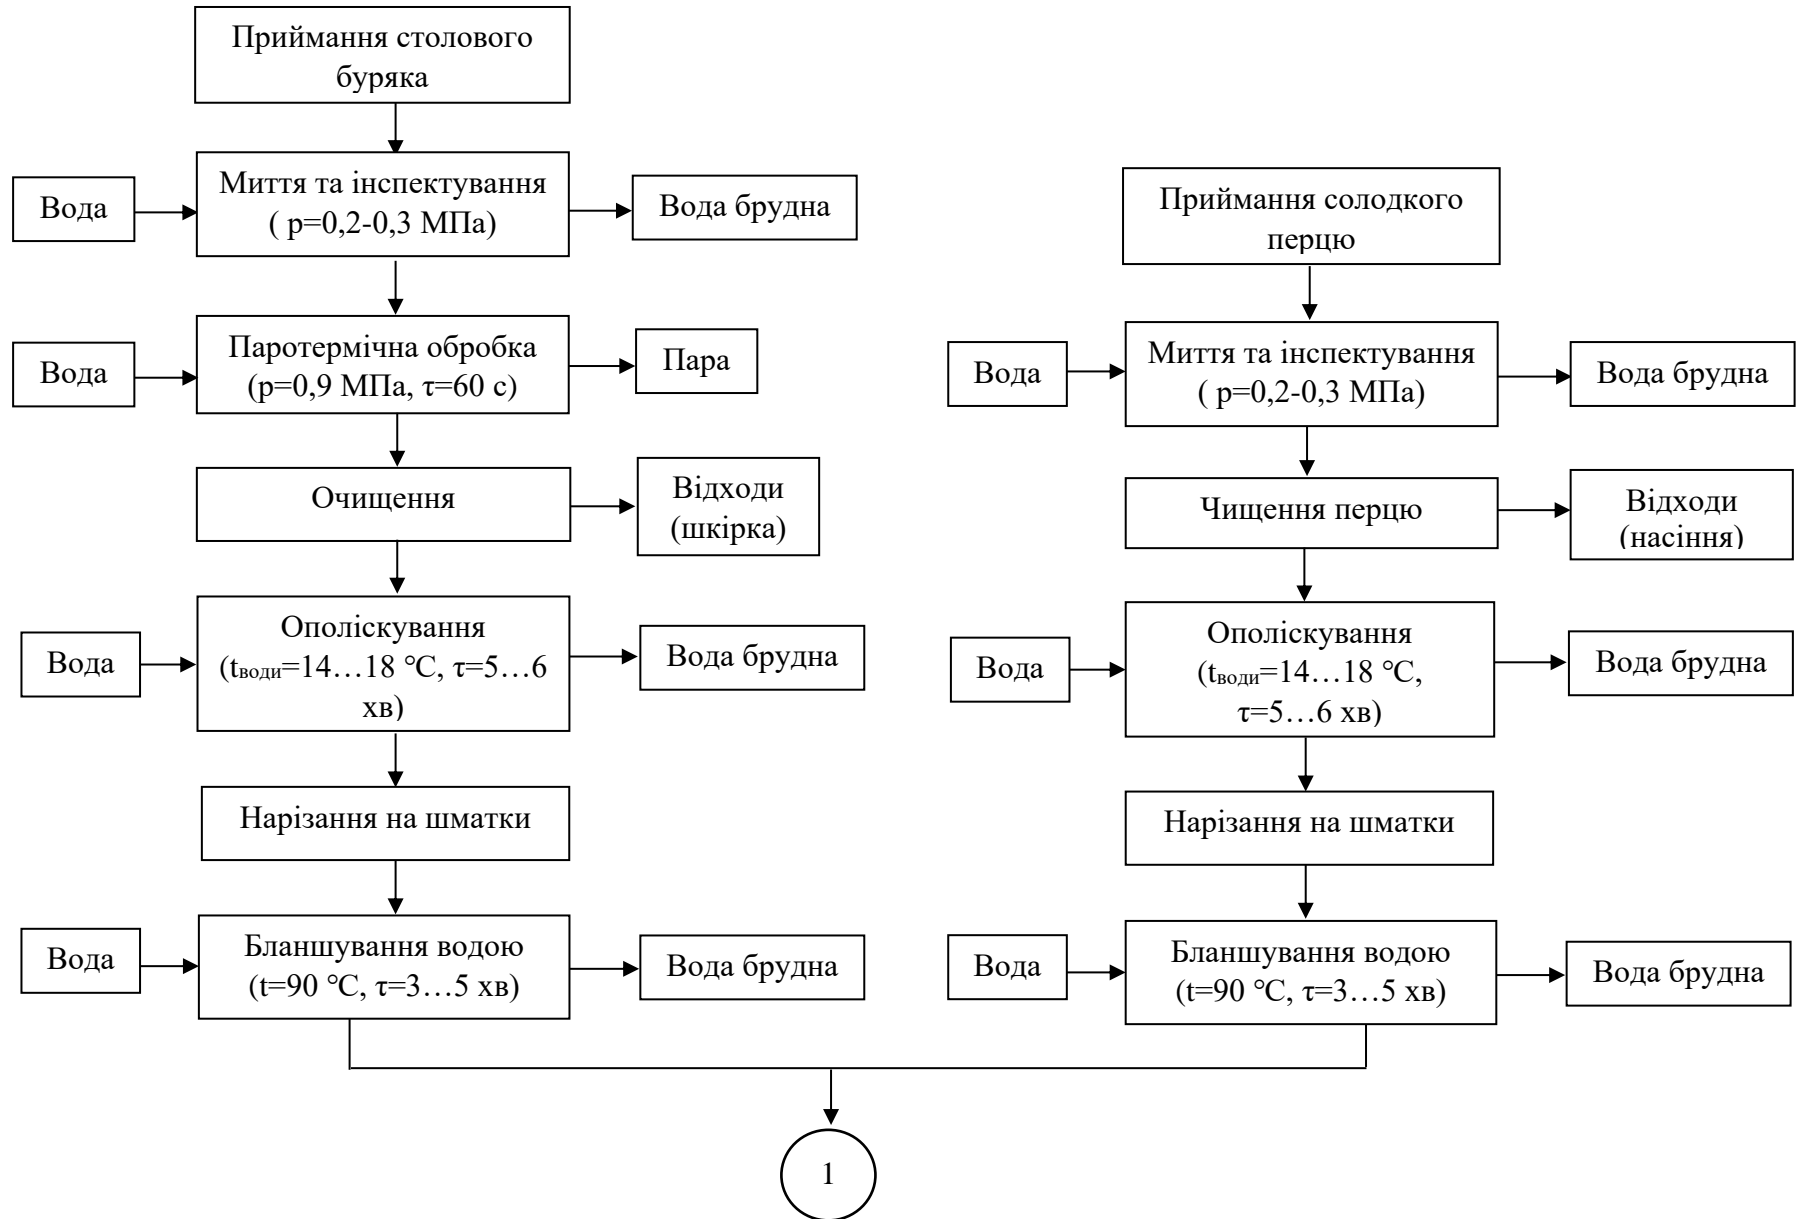 Приймання столового
буряка
Вода
Миття та інспектування
( p=0,2-0,3 МПа)
Вода брудна
Вода
Паротермічна обробка
(p=0,9 МПа, τ=60 с)
Пара
Очищення
Відходи
(шкірка)
Вода
Ополіскування
(tводи=14…18 °C, τ=5…6
хв)
Вода брудна
Нарізання на шматки
Вода
Бланшування водою
(t=90 °C, τ=3…5 хв)
Вода брудна
Приймання солодкого
перцю
Вода
Миття та інспектування
( p=0,2-0,3 МПа)
Вода брудна
Чищення перцю
Відходи
(насіння)
Вода
Ополіскування
(tводи=14…18 °C,
τ=5…6 хв)
Вода брудна
Нарізання на шматки
Вода
Бланшування водою
(t=90 °C, τ=3…5 хв)
Вода брудна
1